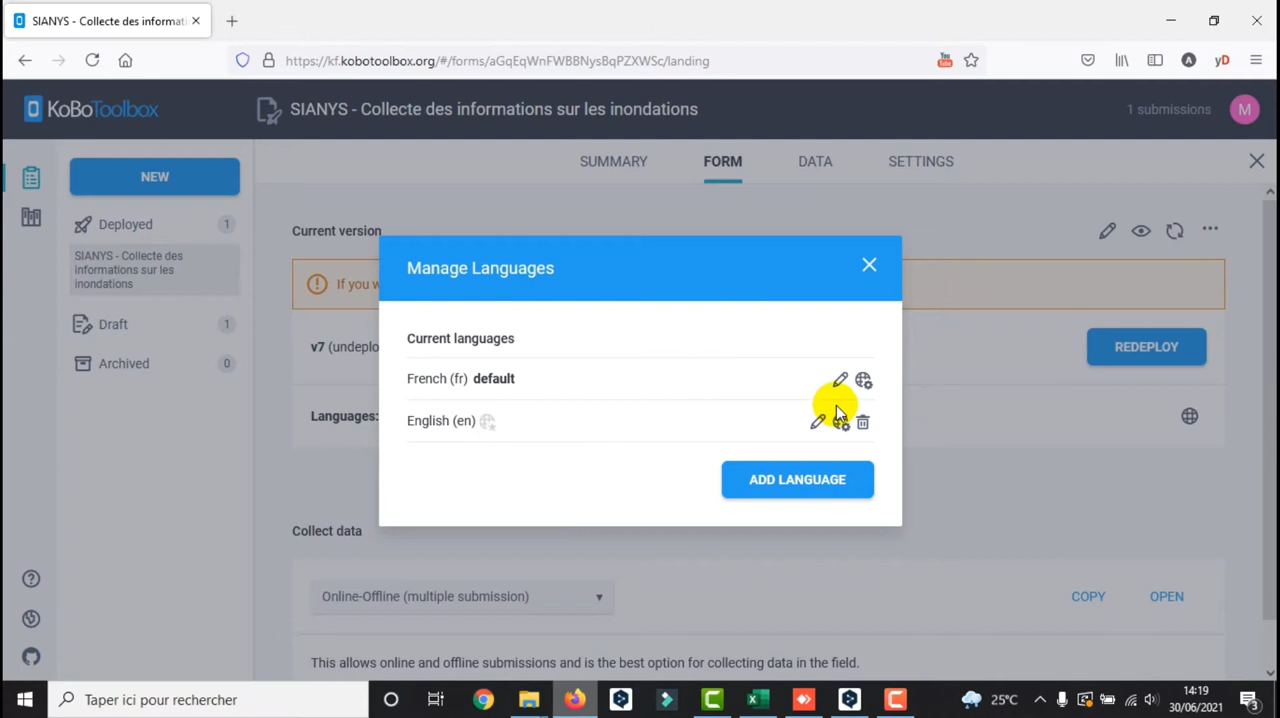 SIANYS - Collecte des informati
https://kf.kobotoolbox.org/#/forms/aGqEqWnFWBBNysBqPZXWSc/landing
A
yD
KoBoToolbox
SIANYS - Collecte des informations sur les inondations
1 submissions
M
NEW
SUMMARY
FORM
DATA
SETTINGS
Deployed
1
SIANYS - Collecte des
informations sur les
inondations
Draft
1
Archived
0
Current version
If you w
v7 (undeplo
REDEPLOY
Languages:
Manage Languages
Current languages
French (fr) default
English (en)
ADD LANGUAGE
Collect data
Online-Offline (multiple submission)
COPY
OPEN
This allows online and offline submissions and is the best option for collecting data in the field.
Taper ici pour rechercher
25°C
14:19
30/06/2021
3